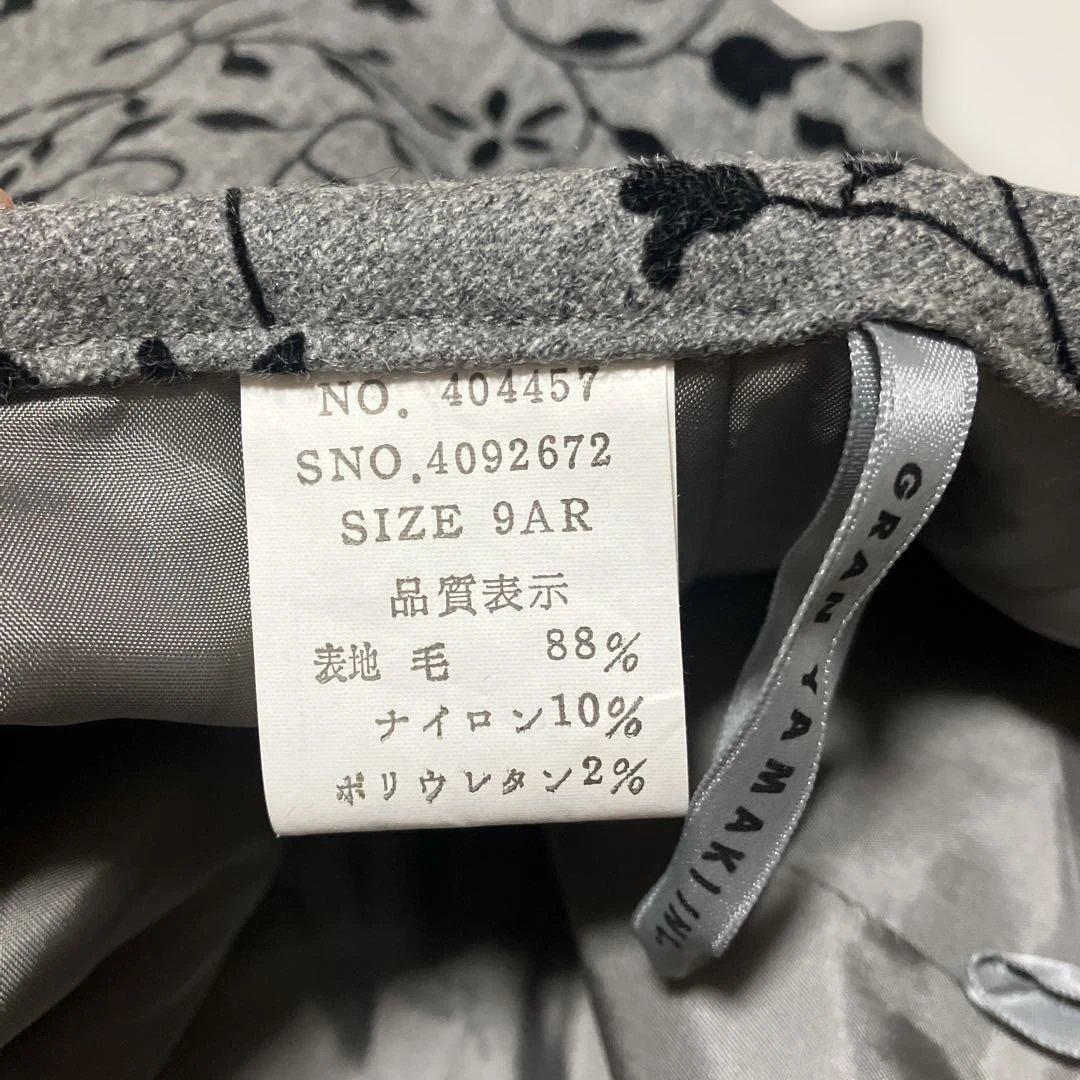 NO. 404457
SNO.4092672
SIZE 9AR
品質表示
表地 毛 88%
ナイロン10%
ポリウレタン2%
GRAN YAMAKI